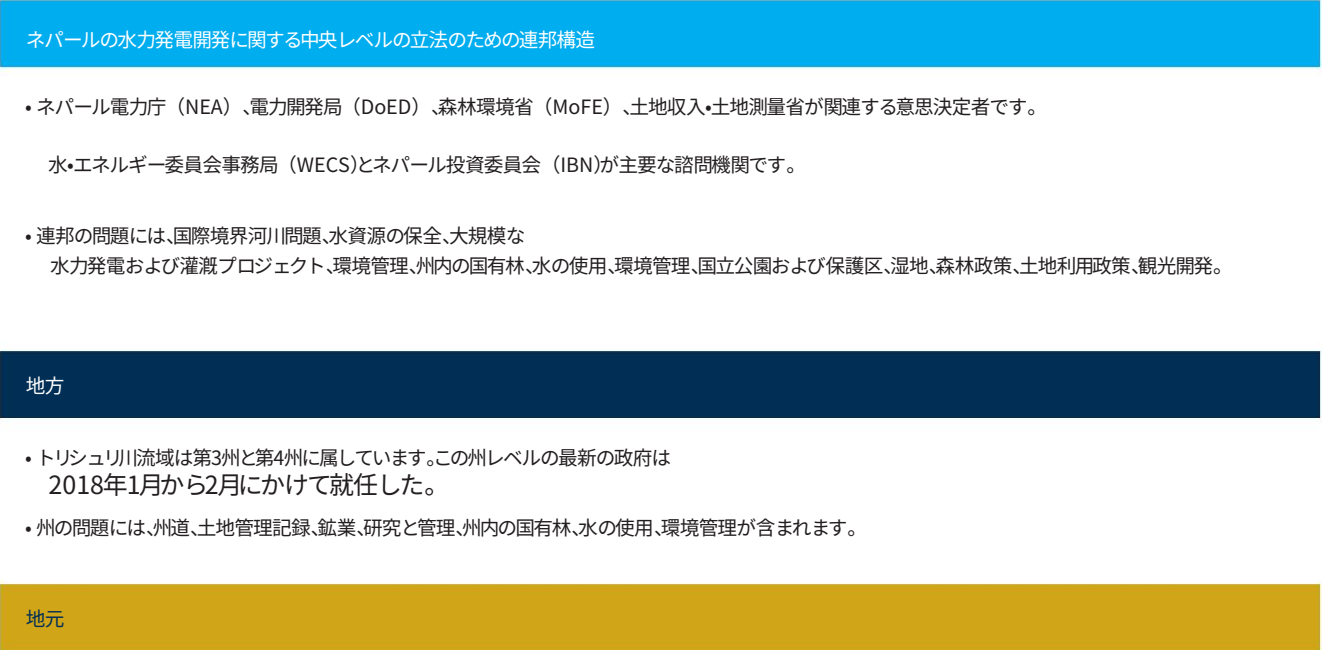 ネパールの水力発電開発に関する中央レベルの立法のための連邦構造
• ネパール電力庁（NEA）、電力開発局（DoED）、森林環境省（MoFE）、土地収入•土地測量省が関連する意思決定者です。
水•エネルギー委員会事務局（WECS)とネパール投資委員会（IBN)が主要な諮問機関です。
• 連邦の問題には、国際境界河川問題、水資源の保全、大規模な
水力発電および灌漑プロジェクト、環境管理、州内の国有林、水の使用、環境管理、国立公園および保護区、湿地、森林政策、土地利用政策、観光開発。
地方
• トリシュリ川流域は第3州と第4州に属しています。この州レベルの最新の政府は
2018年1月から2月にかけて就任した。
• 州の問題には、州道、土地管理記録、鉱業、研究と管理、州内の国有林、水の使用、環境管理が含まれます。
地元